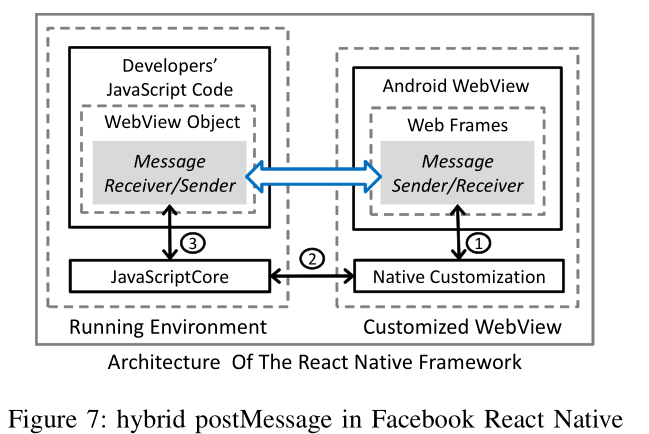 Developers'
JavaScript Code
WebView Object
Message
Receiver/Sender
Android WebView
Web Frames
Message
Sender/Receiver
3
1
2
JavaScriptCore
Native Customization
Running Environment
Customized WebView
Architecture Of The React Native Framework
Figure 7: hybrid postMessage in Facebook React Native